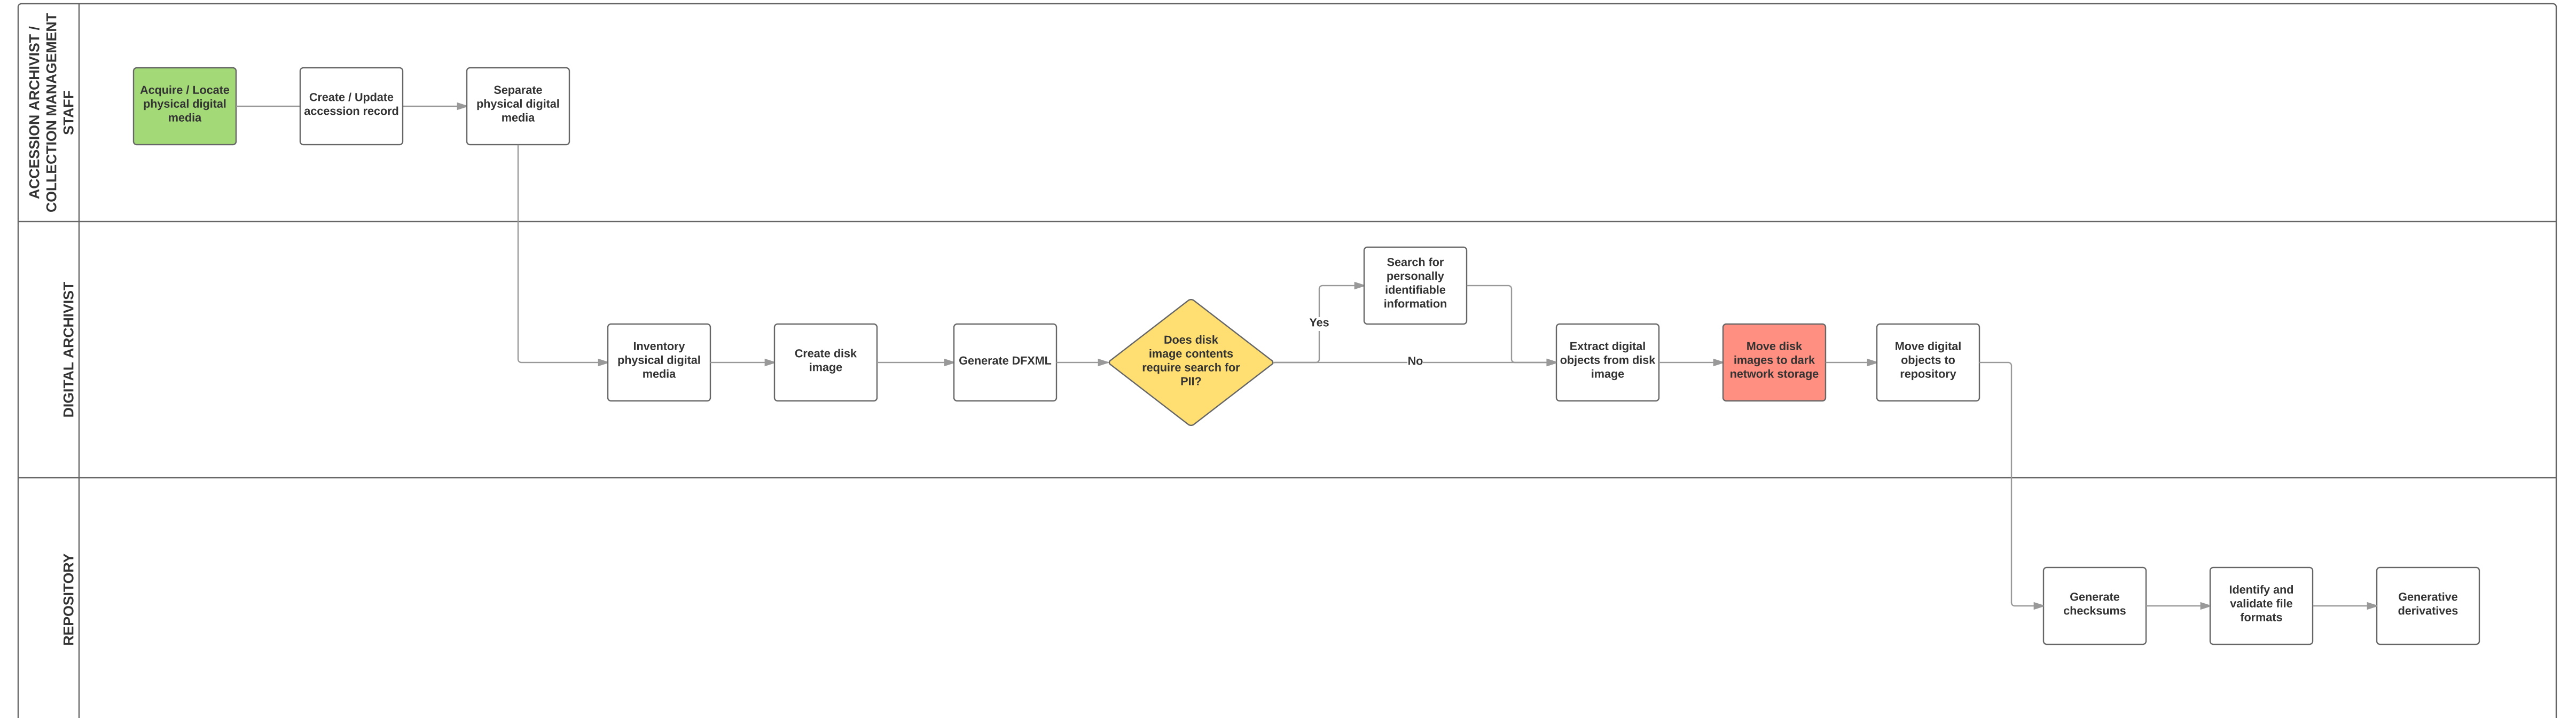 ACCESSION ARCHIVIST /
COLLECTION MANAGEMENT
STAFF
Acquire / Locate
physical digital
media
Create / Update
accession record
Separate
physical digital
media
DIGITAL ARCHIVIST
Inventory
physical digital
media
Create disk
image
Generate DFXML
Does disk
image contents
require search for
PII?
Yes
Search for
personally
identifiable
information
No
Extract digital
objects from disk
image
Move disk
images to dark
network storage
Move digital
objects to
repository
REPOSITORY
Generate
checksums
Identify and
validate file
formats
Generative
derivatives